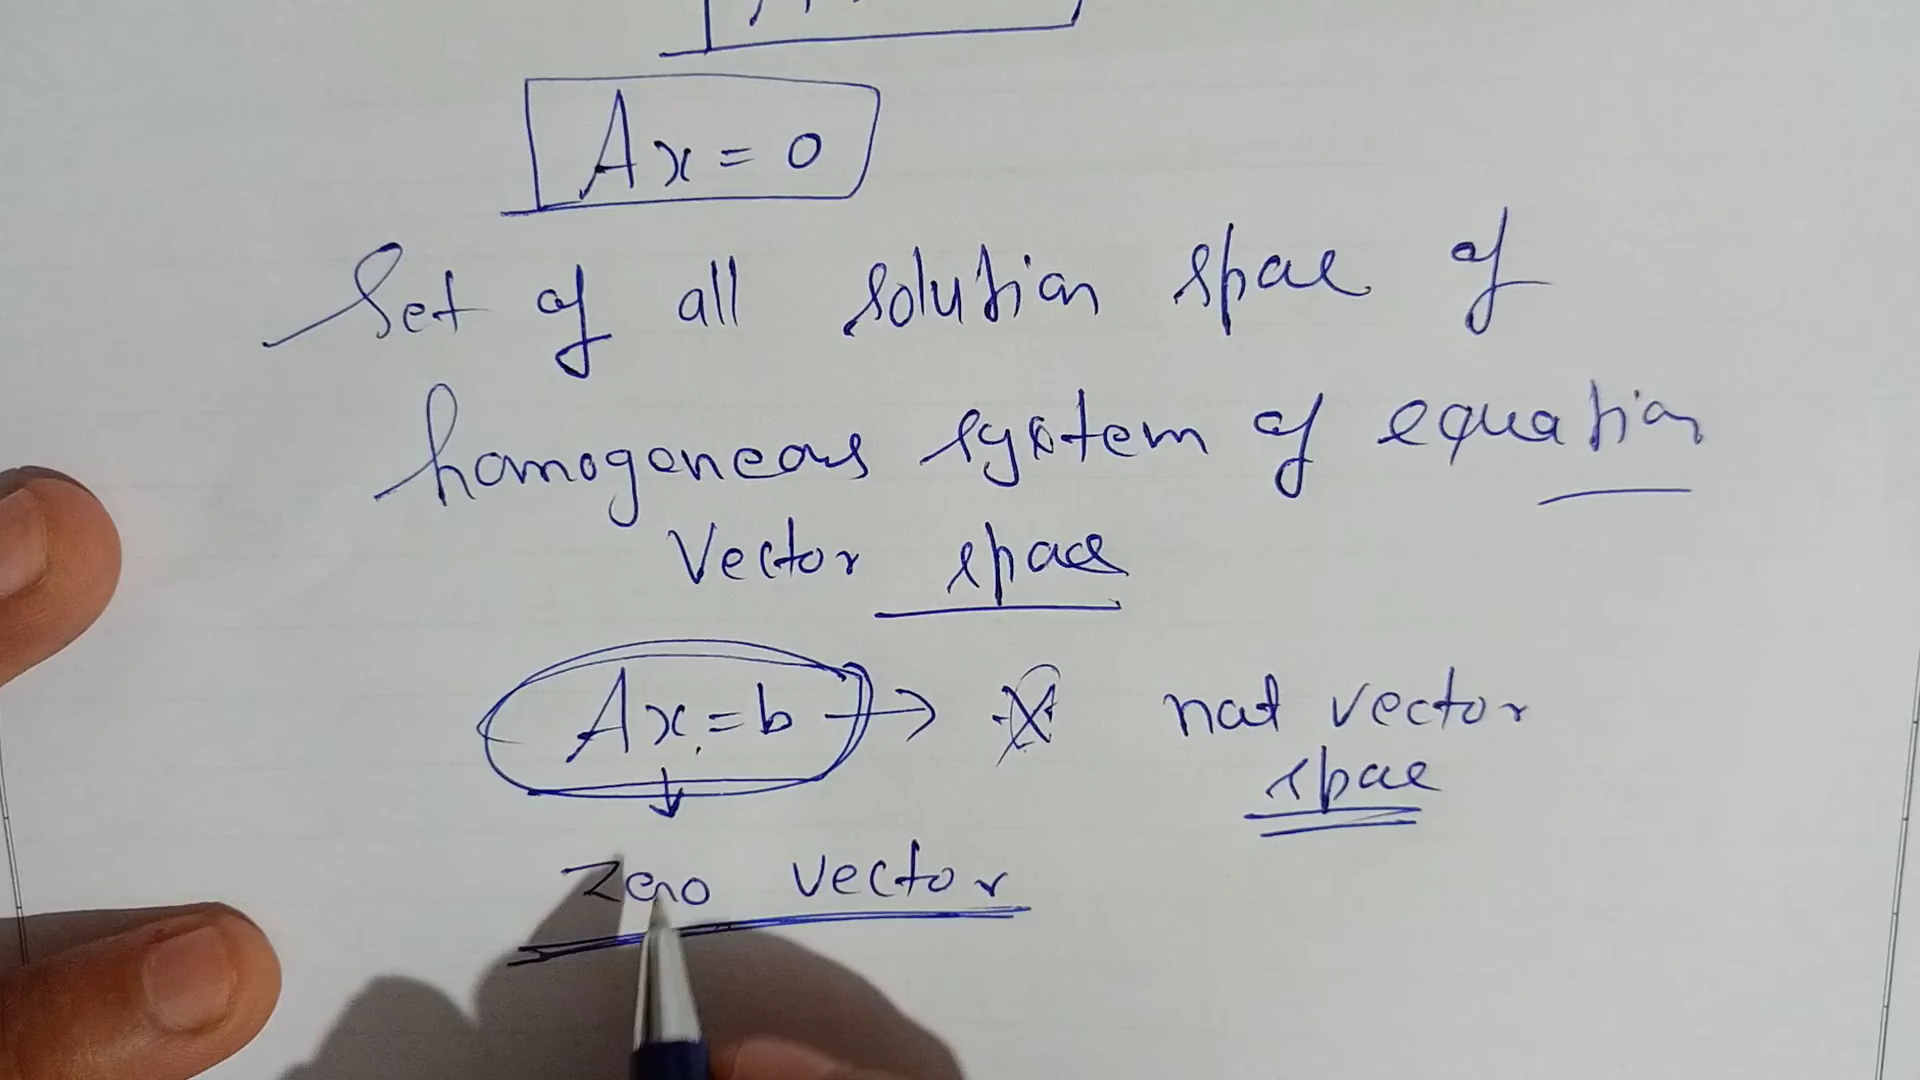 Ax = 0
Set of all solution space of
homogeneous system of equation
Vector space
Ax = b → X not vector
space
zero vector